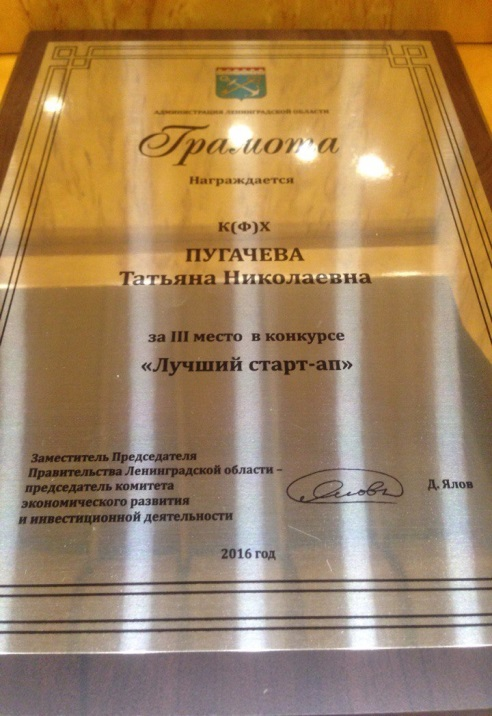 АДМИНИСТРАЦИЯ ЛЕНИНГРАДСКОЙ ОБЛАСТИ
Грамота
Награждается
К(Ф)Х
ПУГАЧЕВА
Татьяна Николаевна
за III место в конкурсе
«Лучший старт-ап»
Заместитель Председателя
Правительства Ленинградской области –
председатель комитета
экономического развития
и инвестиционной деятельности
Д. Ялов
2016 год